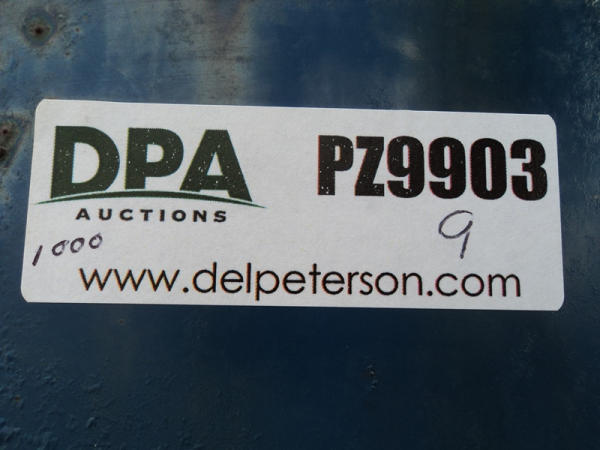 DPA PZ9903
AUCTIONS 9
1000
www.delpeterson.com